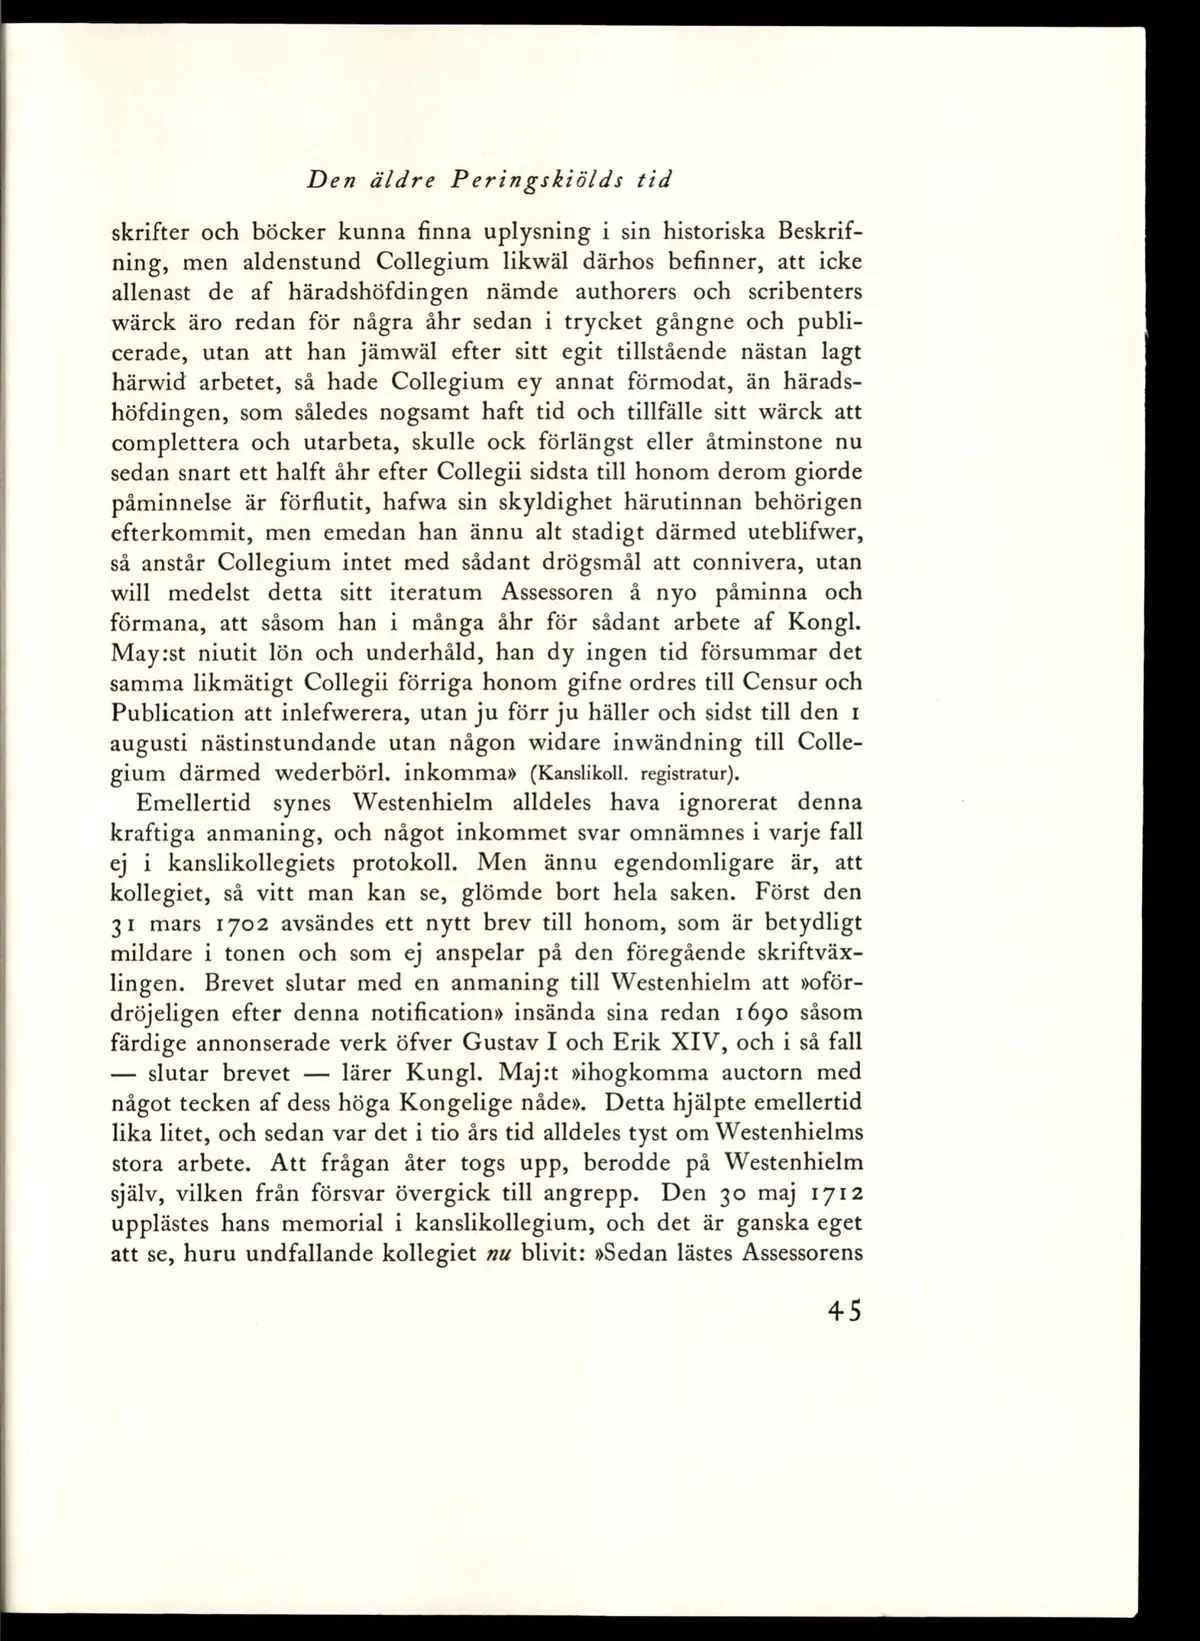 Den äldre Peringskiölds tid
skrifter och böcker kunna finna uplysning i sin historiska Beskrif-
ning, men aldenstund Collegium likwäl därhos befinner, att icke
allenast de af häradshöfdingen nämde authorers och scribenters
wärck äro redan för några åhr sedan i trycket gångne och publi-
cerade, utan att han jämwäl efter sitt egit tillstående nästan lagt
härwid arbetet, så hade Collegium ey annat förmodat, än härads-
höfdingen, som således nogsamt haft tid och tillfälle sitt wärck att
complettera och utarbeta, skulle ock förlängst eller åtminstone nu
sedan snart ett halft åhr efter Collegii sidsta till honom derom giorde
påminnelse är förflutit, hafwa sin skyldighet härutinnan behörigen
efterkommit, men emedan han ännu alt stadigt därmed uteblifwer,
så anstår Collegium intet med sådant drögsmål att connivera, utan
will medelst detta sitt iteratum Assessoren å nyo påminna och
förmana, att såsom han i många åhr för sådant arbete af Kongl.
May:st niutit lön och underhåld, han dy ingen tid försummar det
samma likmätigt Collegii förriga honom gifne ordres till Censur och
Publication att inlefwerera, utan ju förr ju häller och sidst till den 1
augusti nästinstundande utan någon widare inwändning till Colle-
gium därmed wederbörl. inkomma» (Kanslikoll. registratur).
Emellertid synes Westenhielm alldeles hava ignorerat denna
kraftiga anmaning, och något inkommet svar omnämnes i varje fall
ej i kanslikollegiets protokoll. Men ännu egendomligare är, att
kollegiet, så vitt man kan se, glömde bort hela saken. Först den
31 mars 1702 avsändes ett nytt brev till honom, som är betydligt
mildare i tonen och som ej anspelar på den föregående skriftväx-
lingen. Brevet slutar med en anmaning till Westenhielm att »oför-
dröjeligen efter denna notification» insända sina redan 1690 såsom
färdige annonserade verk öfver Gustav I och Erik XIV, och i så fall
— slutar brevet — lärer Kungl. Maj:t »ihogkomma auctorn med
något tecken af dess höga Kongelige nåde». Detta hjälpte emellertid
lika litet, och sedan var det i tio års tid alldeles tyst om Westenhielms
stora arbete. Att frågan åter togs upp, berodde på Westenhielm
själv, vilken från försvar övergick till angrepp. Den 30 maj 1712
upplästes hans memorial i kanslikollegium, och det är ganska eget
att se, huru undfallande kollegiet nu blivit: »Sedan lästes Assessorens
45